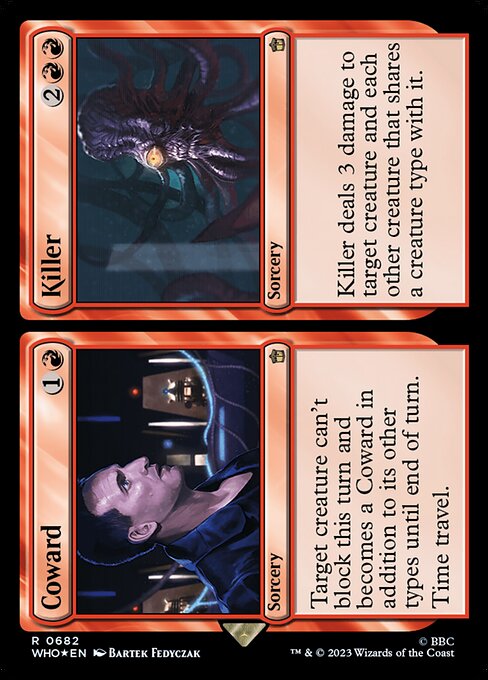 Coward
Sorcery
Target creature can't
block this turn and
becomes a Coward in
addition to its other
types until end of turn.
Time travel.
1
Killer
Sorcery
Killer deals 3 damage to
target creature and each
other creature that shares
a creature type with it.
2
R 0682
WHO★EN BARTEK FEDYCZAK
© BBC
™ & © 2023 Wizards of the Coast